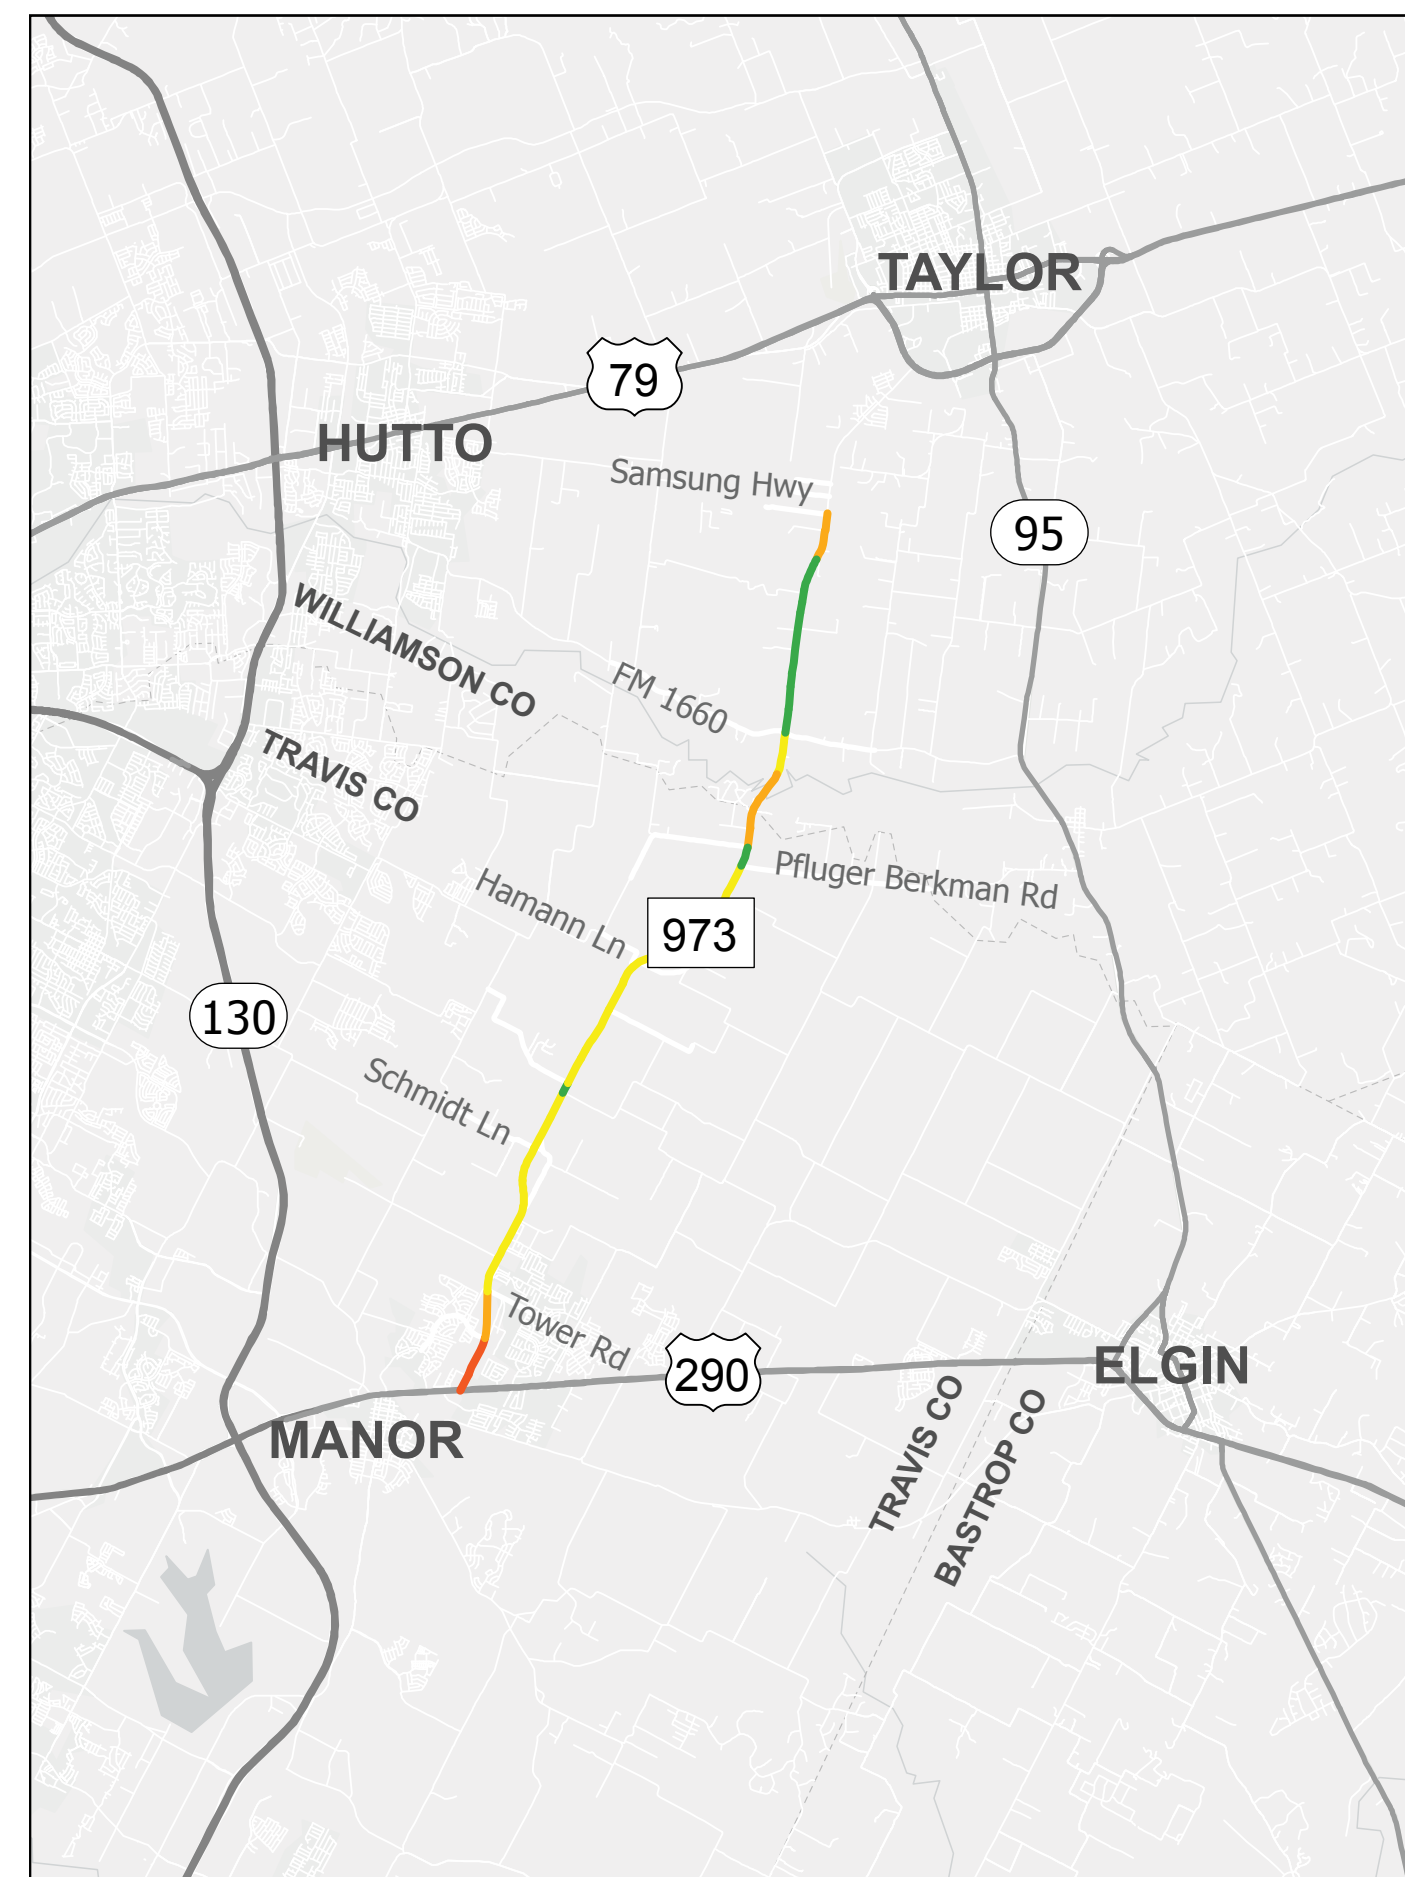 TAYLOR
79
HUTTO
Samsung Hwy
95
WILLIAMSON CO
FM 1660
TRAVIS CO
Pfluger Berkman Rd
Hamann Ln
973
130
Schmidt Ln
Tower Rd
290
ELGIN
MANOR
TRAVIS CO
BASTROP CO